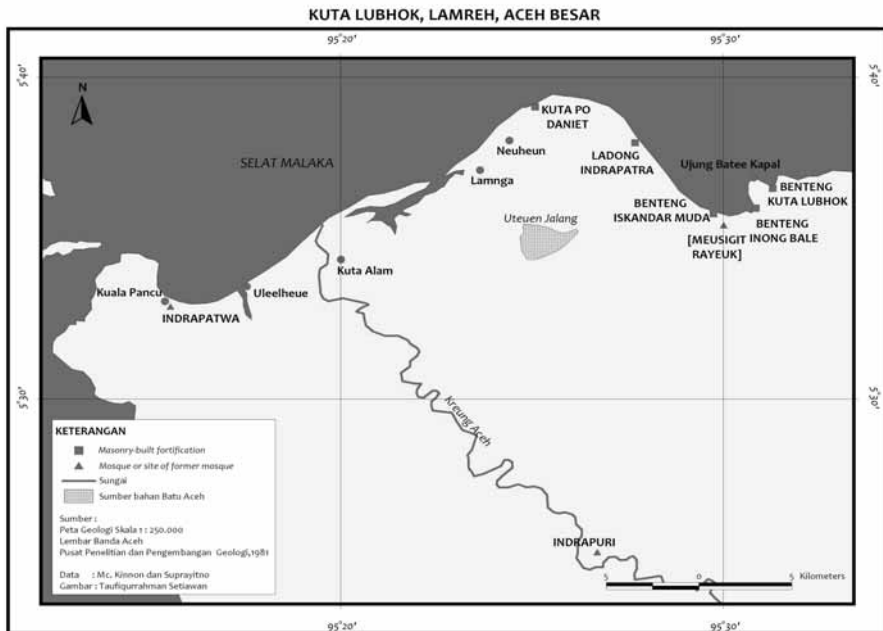 KUTA LUBHOK, LAMREH, ACEH BESAR
95°20'
95°30'
5°40'
5°40'
N
SELAT MALAKA
KUTA PO
DANIET
Neuheun
LADONG
INDRAPATRA
Ujung Batee Kapal
Lamnga
BENTENG
KUTA LUBHOK
BENTENG
ISKANDAR MUDA
Uteuen Jalang
BENTENG
INONG BALE
[MEUSIGIT
RAYEUK]
Kuta Alam
Kuala Pancu
Uleelheue
INDRAPATWA
5°30'
5°30'
Kreung Aceh
KETERANGAN
Masonry-built fortification
Mosque or site of former mosque
Sungai
Sumber bahan Batu Aceh
Sumber :
Peta Geologi Skala 1 : 250.000
Lembar Banda Aceh
Pusat Penelitian dan Pengembangan Geologi,1981
Data : Mc. Kinnon dan Suprayitno
Gambar : Taufiqurrahman Setiawan
INDRAPURI
5 0 5 Kilometers
95°20'
95°30'